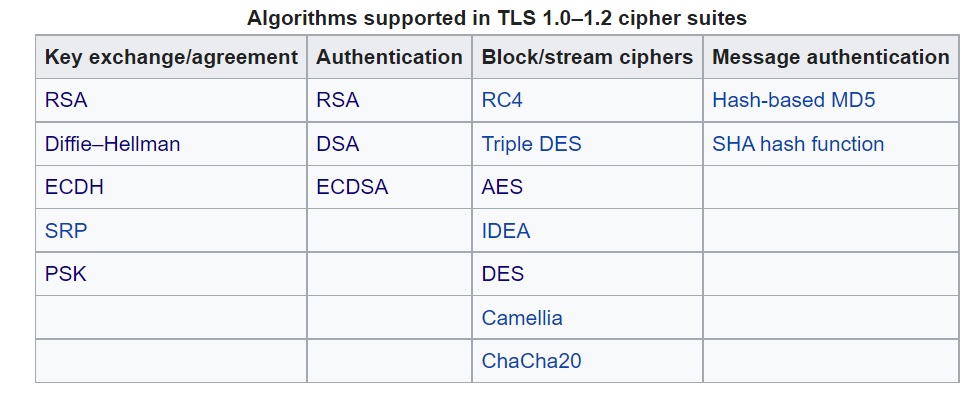 Algorithms supported in TLS 1.0–1.2 cipher suites
Key exchange/agreement Authentication Block/stream ciphers Message authentication
RSA RSA RC4 Hash-based MD5
Diffie–Hellman DSA Triple DES SHA hash function
ECDH ECDSA AES
SRP IDEA
PSK DES
Camellia
ChaCha20